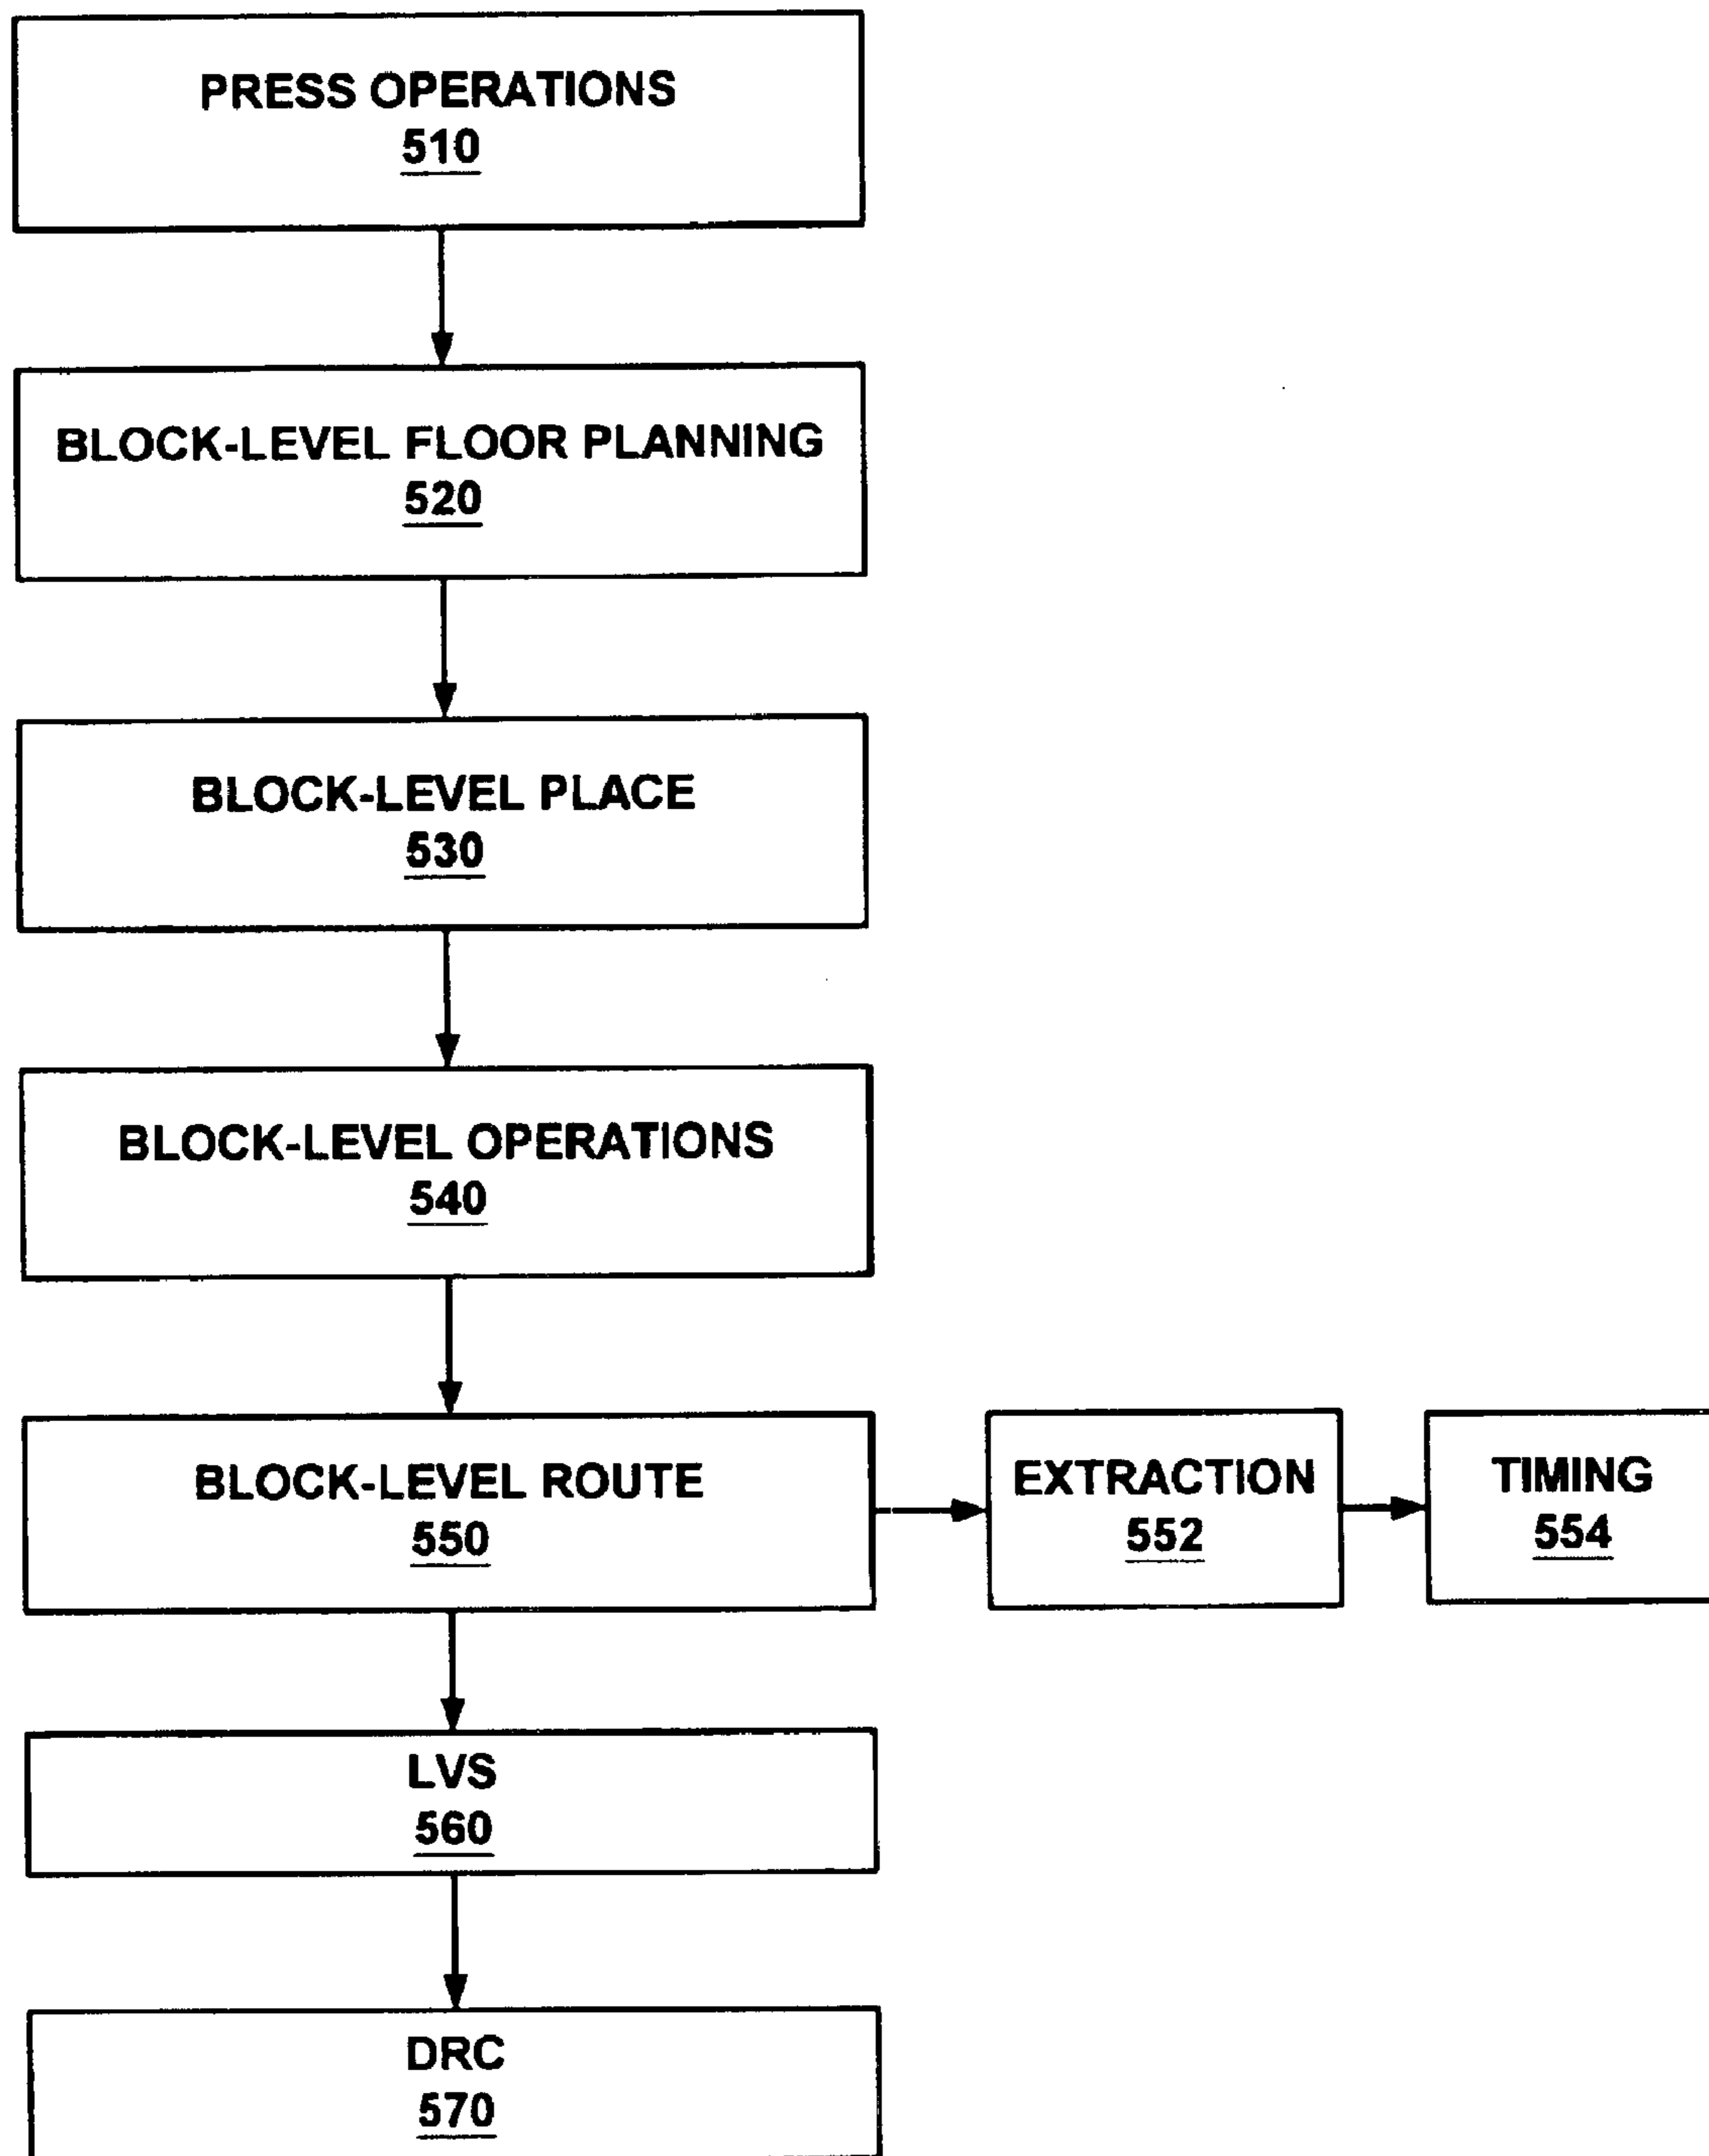 PRESS OPERATIONS
510
BLOCK-LEVEL FLOOR PLANNING
520
BLOCK-LEVEL PLACE
530
BLOCK-LEVEL OPERATIONS
540
BLOCK-LEVEL ROUTE
550
EXTRACTION
552
TIMING
554
LVS
560
DRC
570